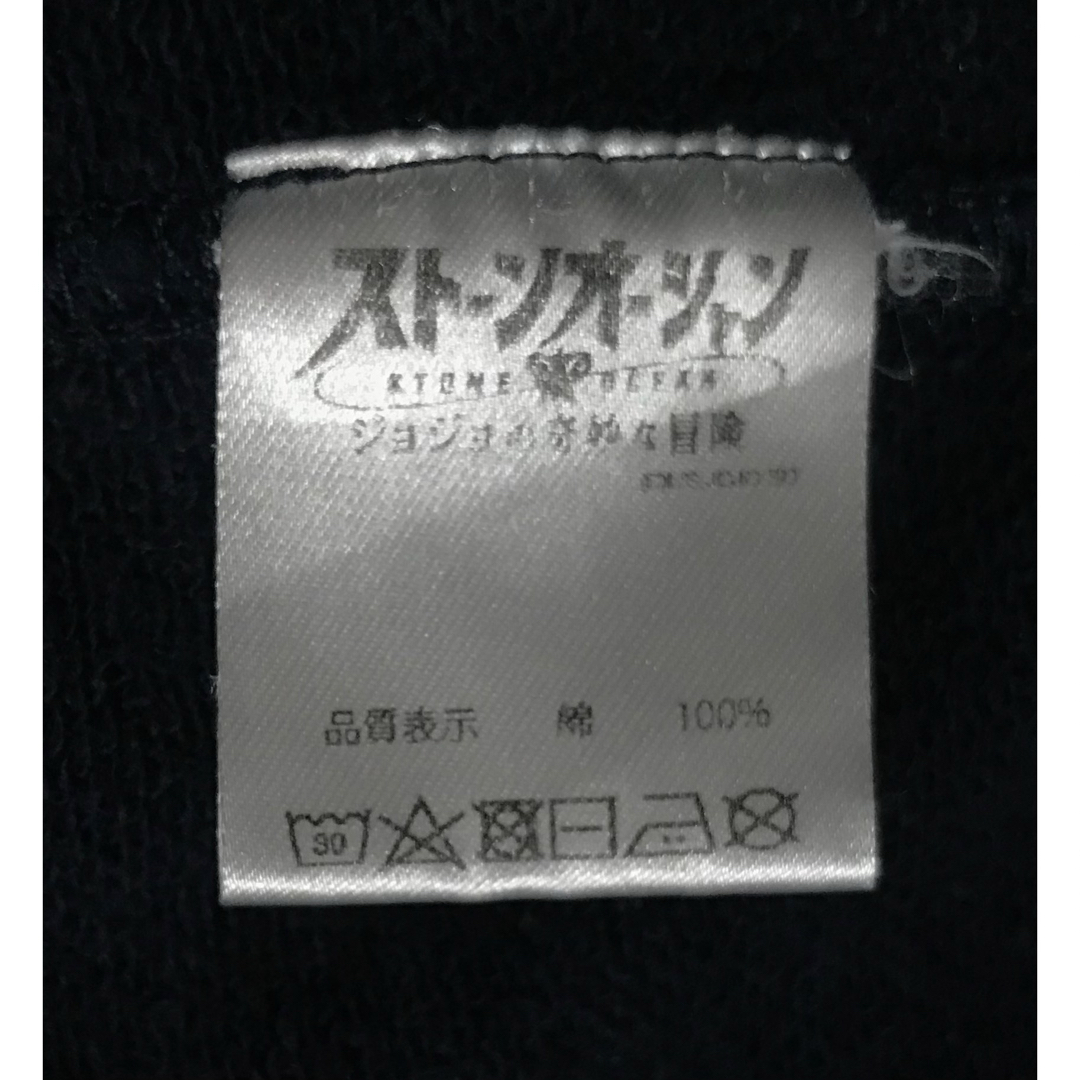 ストーンオーシャン
STONE OCEAN
ジョジョの奇妙な冒険
品質表示 綿 100%
30